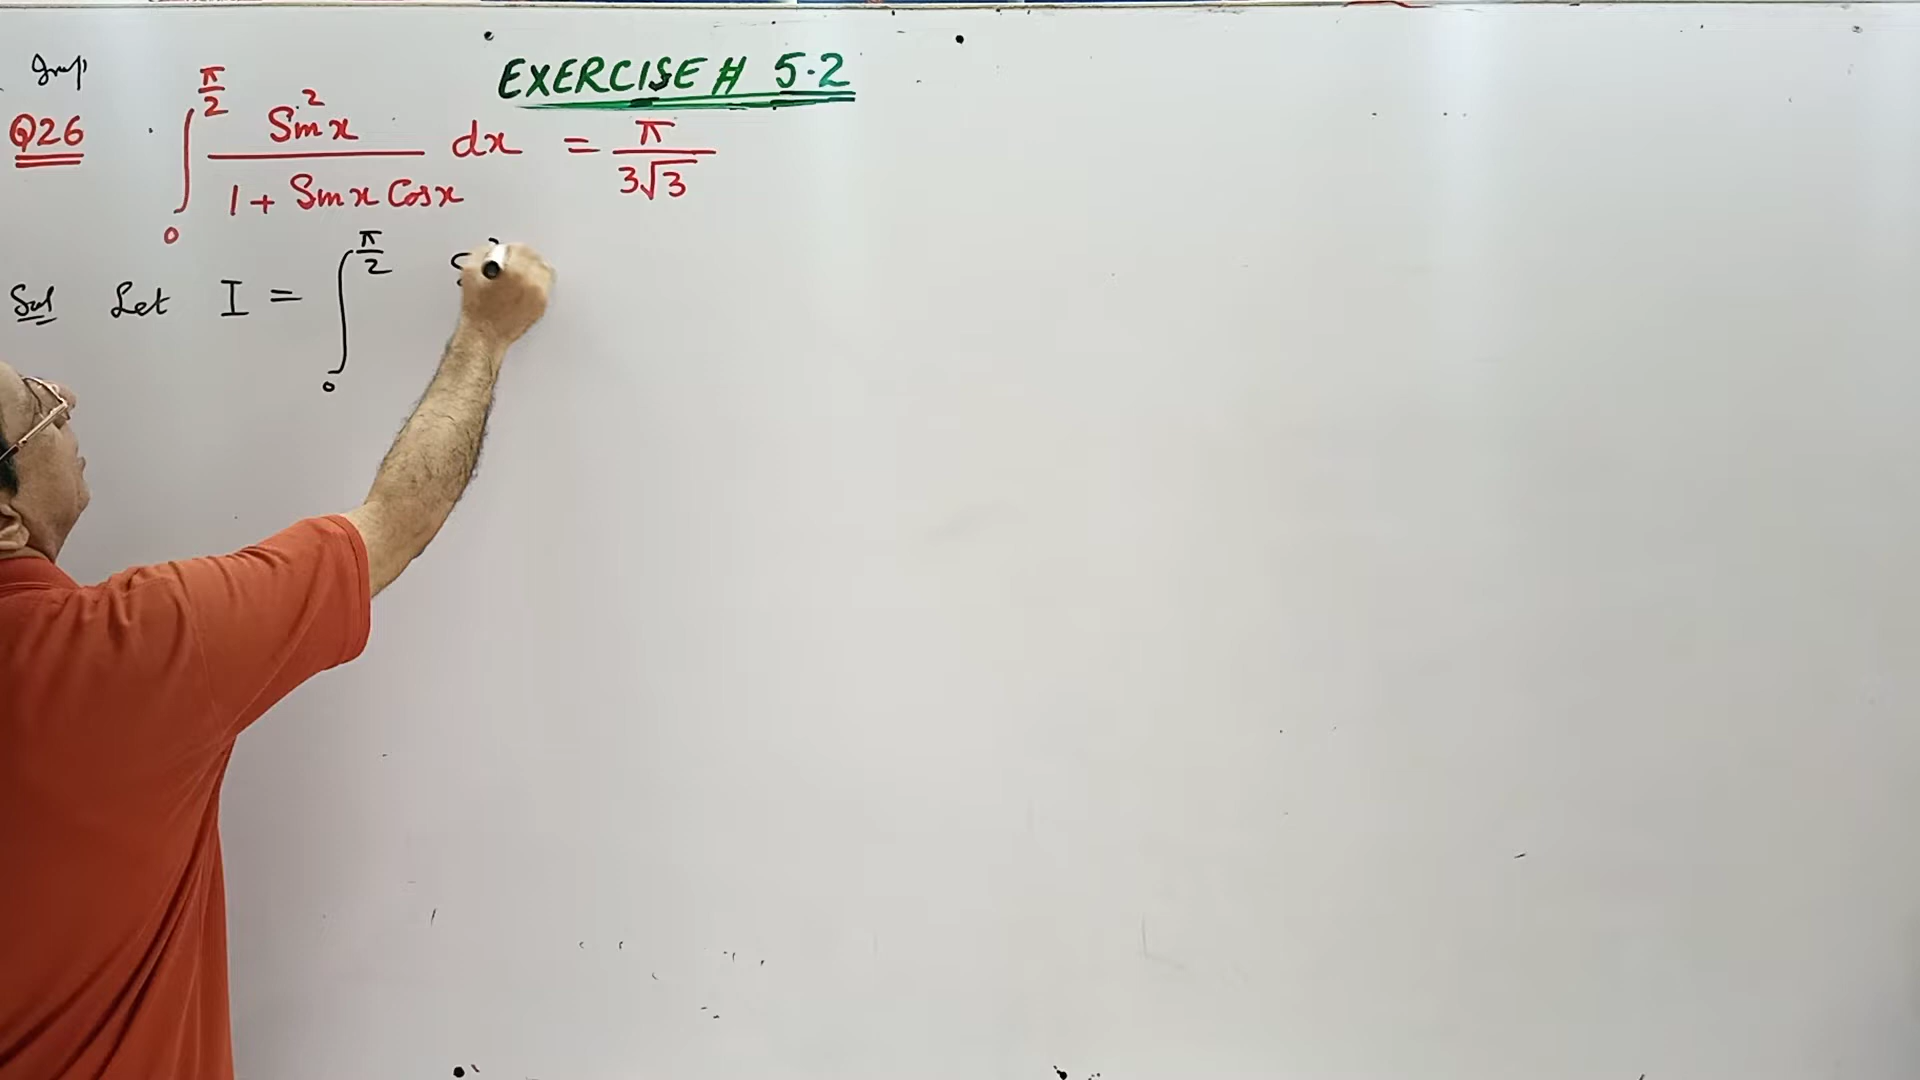 Imp
EXERCISE # 5.2
Q26 ∫₀^(π/2) Sin²x / (1 + Sinx Cosx) dx = π / 3√3
Sol Let I = ∫₀^(π/2) S